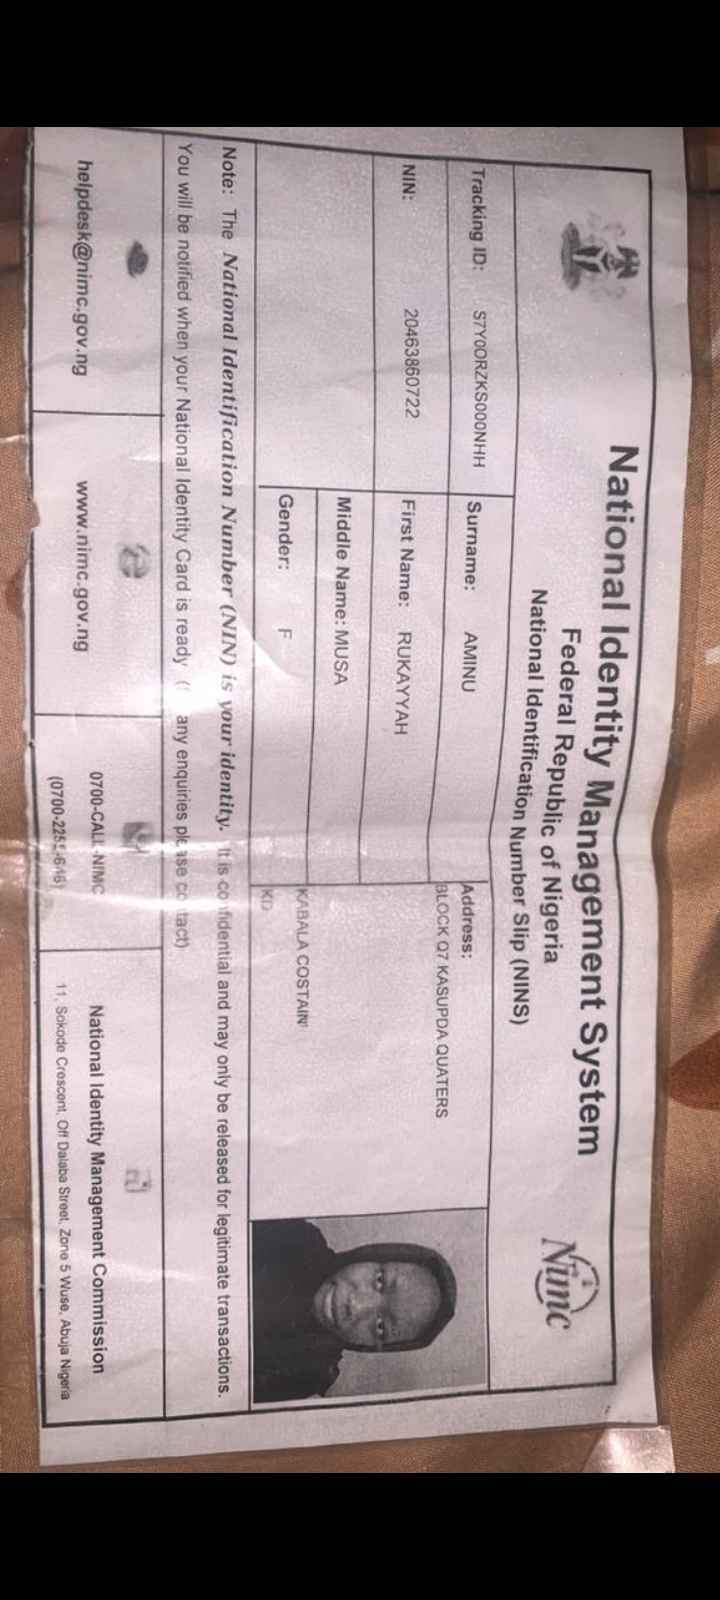 National Identity Management System
Federal Republic of Nigeria
National Identification Number Slip (NINS)
Nimc
Tracking ID: S7Y0ORZKS000NHH
Surname: AMINU
Address:
BLOCK Q7 KASUPDA QUATERS
NIN: 20463860722
First Name: RUKAYYAH
Middle Name: MUSA
KABALA COSTAIN
Gender: F
KD
Note: The National Identification Number (NIN) is your identity. It is confidential and may only be released for legitimate transactions.
You will be notified when your National Identity Card is ready any enquiries please contact)
helpdesk@nimc.gov.ng
www.nimc.gov.ng
0700-CALL-NIMC
National Identity Management Commission
11, Sokode Crescent, Off Dalaba Street, Zone 5 Wuse, Abuja Nigeria